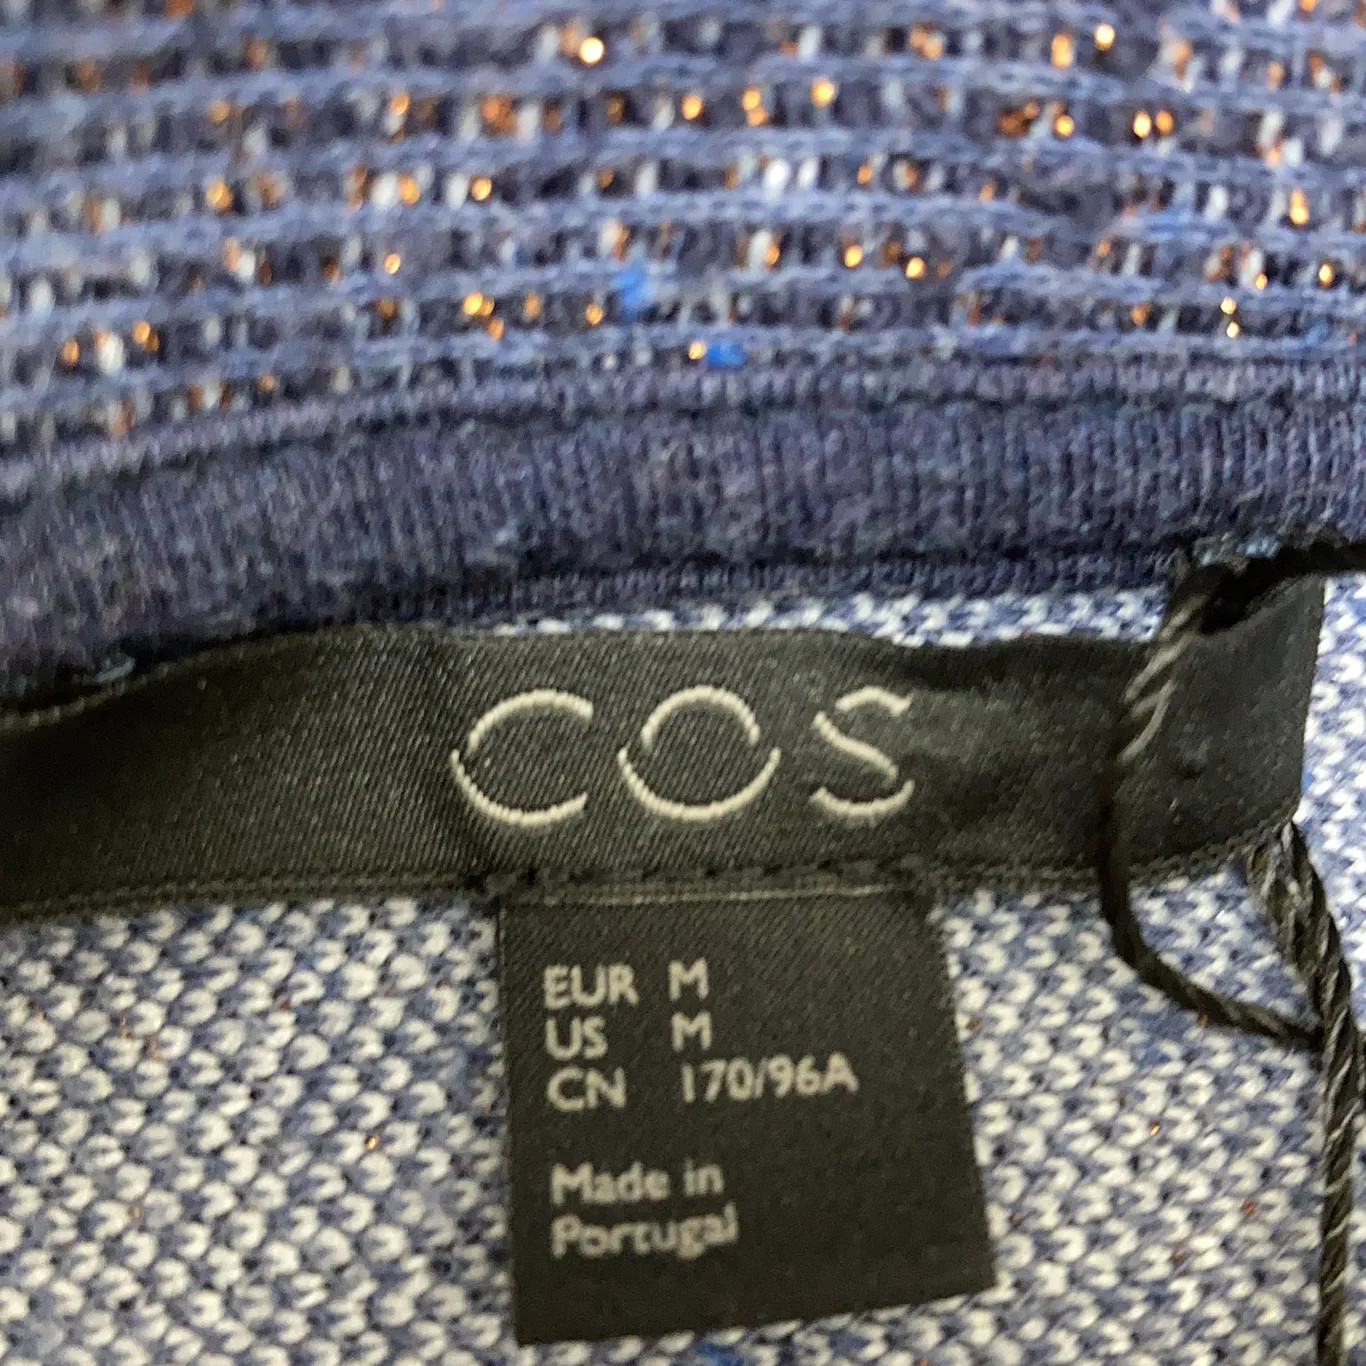 COS
EUR M
US M
CN 170/96A
Made in
Portugal